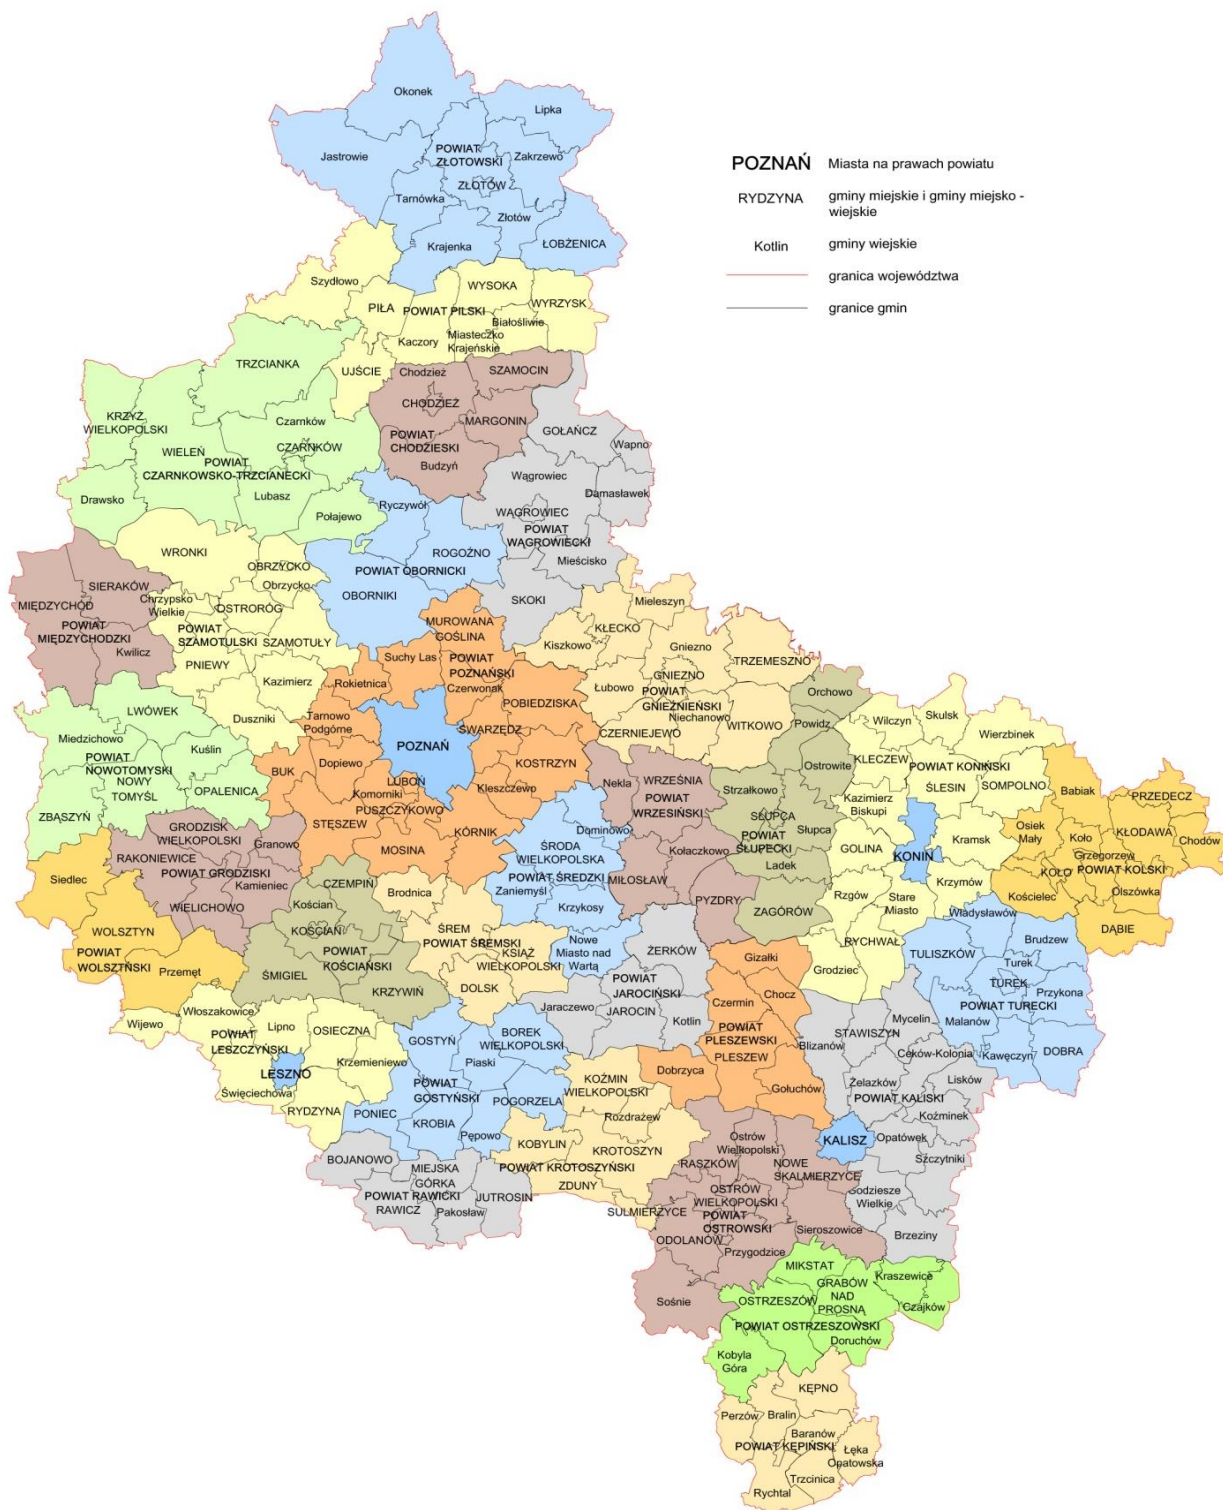 Okonek
Lipka
Jastrowie
POWIAT
ZŁOTOWSKI
Zakrzewo
ZŁOTÓW
Tarnówka
Złotów
Krajenka
ŁOBŻENICA
POZNAŃ
Miasta na prawach powiatu
RYDZYNA
gminy miejskie i gminy miejsko -
wiejskie
Kotlin
gminy wiejskie
granica województwa
granice gmin
Szydłowo
WYSOKA
PIŁA
POWIAT PILSKI
WYRZYSK
Białośliwie
Kaczory
Miasteczko
Krajeńskie
UJŚCIE
TRZCIANKA
KRZYŻ
WIELKOPOLSKI
Czarnków
CZARNKÓW
WIELEŃ
POWIAT
CZARNKOWSKO-TRZCIANECKI
Drawsko
Lubasz
Połajewo
Chodzież
SZAMOCIN
CHODZIEŻ
MARGONIN
POWIAT
CHODZIESKI
Budzyń
GOŁAŃCZ
Wapno
Wągrowiec
Damasławek
WĄGROWIEC
POWIAT
WĄGROWIECKI
Mieścisko
SKOKI
Ryczywół
ROGOŹNO
POWIAT OBORNICKI
OBORNIKI
WRONKI
OBRZYCKO
Obrzycko
Chrzypsko
Wielkie
OSTRORÓG
POWIAT
SZAMOTULSKI
SZAMOTUŁY
PNIEWY
Kazimierz
Duszniki
SIERAKÓW
MIĘDZYCHÓD
POWIAT
MIĘDZYCHODZKI
Kwilicz
MUROWANA
GOŚLINA
Suchy Las
POWIAT
POZNAŃSKI
Rokietnica
Czerwonak
POBIEDZISKA
Tarnowo
Podgórne
SWARZĘDZ
POZNAŃ
BUK
Dopiewo
LUBOŃ
Komorniki
KOSTRZYN
Kleszczewo
PUSZCZYKOWO
STĘSZEW
MOSINA
KÓRNIK
Mieleszyn
KŁECKO
Kiszkowo
Gniezno
TRZEMESZNO
GNIEZNO
Łubowo
POWIAT
GNIEŹNIEŃSKI
Niechanowo
WITKOWO
CZERNIEJEWO
LWÓWEK
Miedzichowo
Kuślin
POWIAT
NOWOTOMYSKI
NOWY
TOMYŚL
OPALENICA
ZBĄSZYŃ
GRODZISK
WIELKOPOLSKI
Granowo
RAKONIEWICE
POWIAT GRODZISKI
Kamieniec
WIELICHOWO
Siedlec
WOLSZTYN
POWIAT
WOLSZTŃSKI
Przemęt
CZEMPIŃ
Kościan
KOŚCIAN
POWIAT
KOŚCIAŃSKI
ŚMIGIEL
KRZYWIŃ
Brodnica
ŚREM
POWIAT ŚREMSKI
KSIĄŻ
WIELKOPOLSKI
DOLSK
Dominowo
ŚRODA
WIELKOPOLSKA
POWIAT ŚREDZKI
Zaniemyśl
Krzykosy
Nowe
Miasto nad
Wartą
Nekla
WRZEŚNIA
POWIAT
WRZESIŃSKI
Kołaczkowo
MIŁOSŁAW
PYZDRY
Orchowo
Powidz
Ostrowite
Strzałkowo
SŁUPCA
POWIAT
SŁUPECKI
Słupca
Ladek
ZAGÓRÓW
Wilczyn
Skulsk
Wierzbinek
KLECZEW
POWIAT KONIŃSKI
ŚLESIN
SOMPOLNO
Kazimierz
Biskupi
GOLINA
KONIN
Kramsk
Rzgów
Stare
Miasto
Krzymów
RYCHWAŁ
Grodziec
Babiak
PRZEDECZ
Osiek
Mały
Koło
KŁODAWA
Chodów
Grzegorzew
KOŁO
POWIAT KOLSKI
Kościelec
Olszówka
DĄBIE
Władysławów
TULISZKÓW
Brudzew
Turek
TUREK
Przykona
POWIAT TURECKI
Malanów
Kawęczyn
DOBRA
ŻERKÓW
POWIAT
JAROCIŃSKI
Jaraczewo
JAROCIN
Kotlin
Gizałki
Chocz
Czermin
POWIAT
PLESZEWSKI
PLESZEW
Dobrzyca
Gołuchów
Wijewo
Włoszakowice
Lipno
OSIECZNA
POWIAT
LESZCZYŃSKI
Krzemieniewo
LESZNO
Święciechowa
RYDZYNA
GOSTYŃ
BOREK
WIELKOPOLSKI
Piaski
POWIAT
GOSTYŃSKI
PONIEC
POGORZELA
KROBIA
Pępowo
BOJANOWO
MIEJSKA
GÓRKA
POWIAT RAWICKI
JUTROSIN
RAWICZ
Pakosław
KOŹMIN
WIELKOPOLSKI
Rozdrażew
KOBYLIN
KROTOSZYN
POWIAT KROTOSZYŃSKI
ZDUNY
SULMIERZYCE
Mycelin
STAWISZYN
Blizanów
Ceków-Kolonia
Żelazków
Lisków
POWIAT KALISKI
Koźminek
KALISZ
Opatówek
Szczytniki
Godziesze
Wielkie
Brzeziny
Ostrów
Wielkopolski
RASZKÓW
NOWE
SKALMIERZYCE
OSTRÓW
WIELKOPOLSKI
POWIAT
OSTROWSKI
ODOLANÓW
Przygodzice
Sieroszowice
Sośnie
MIKSTAT
Kraszewice
GRABÓW
NAD
PROSNĄ
OSTRZESZÓW
Czajków
POWIAT OSTRZESZOWSKI
Doruchów
Kobyla
Góra
KĘPNO
Perzów
Bralin
Baranów
POWIAT KĘPIŃSKI
Łęka
Opatowska
Trzcinica
Rychtal